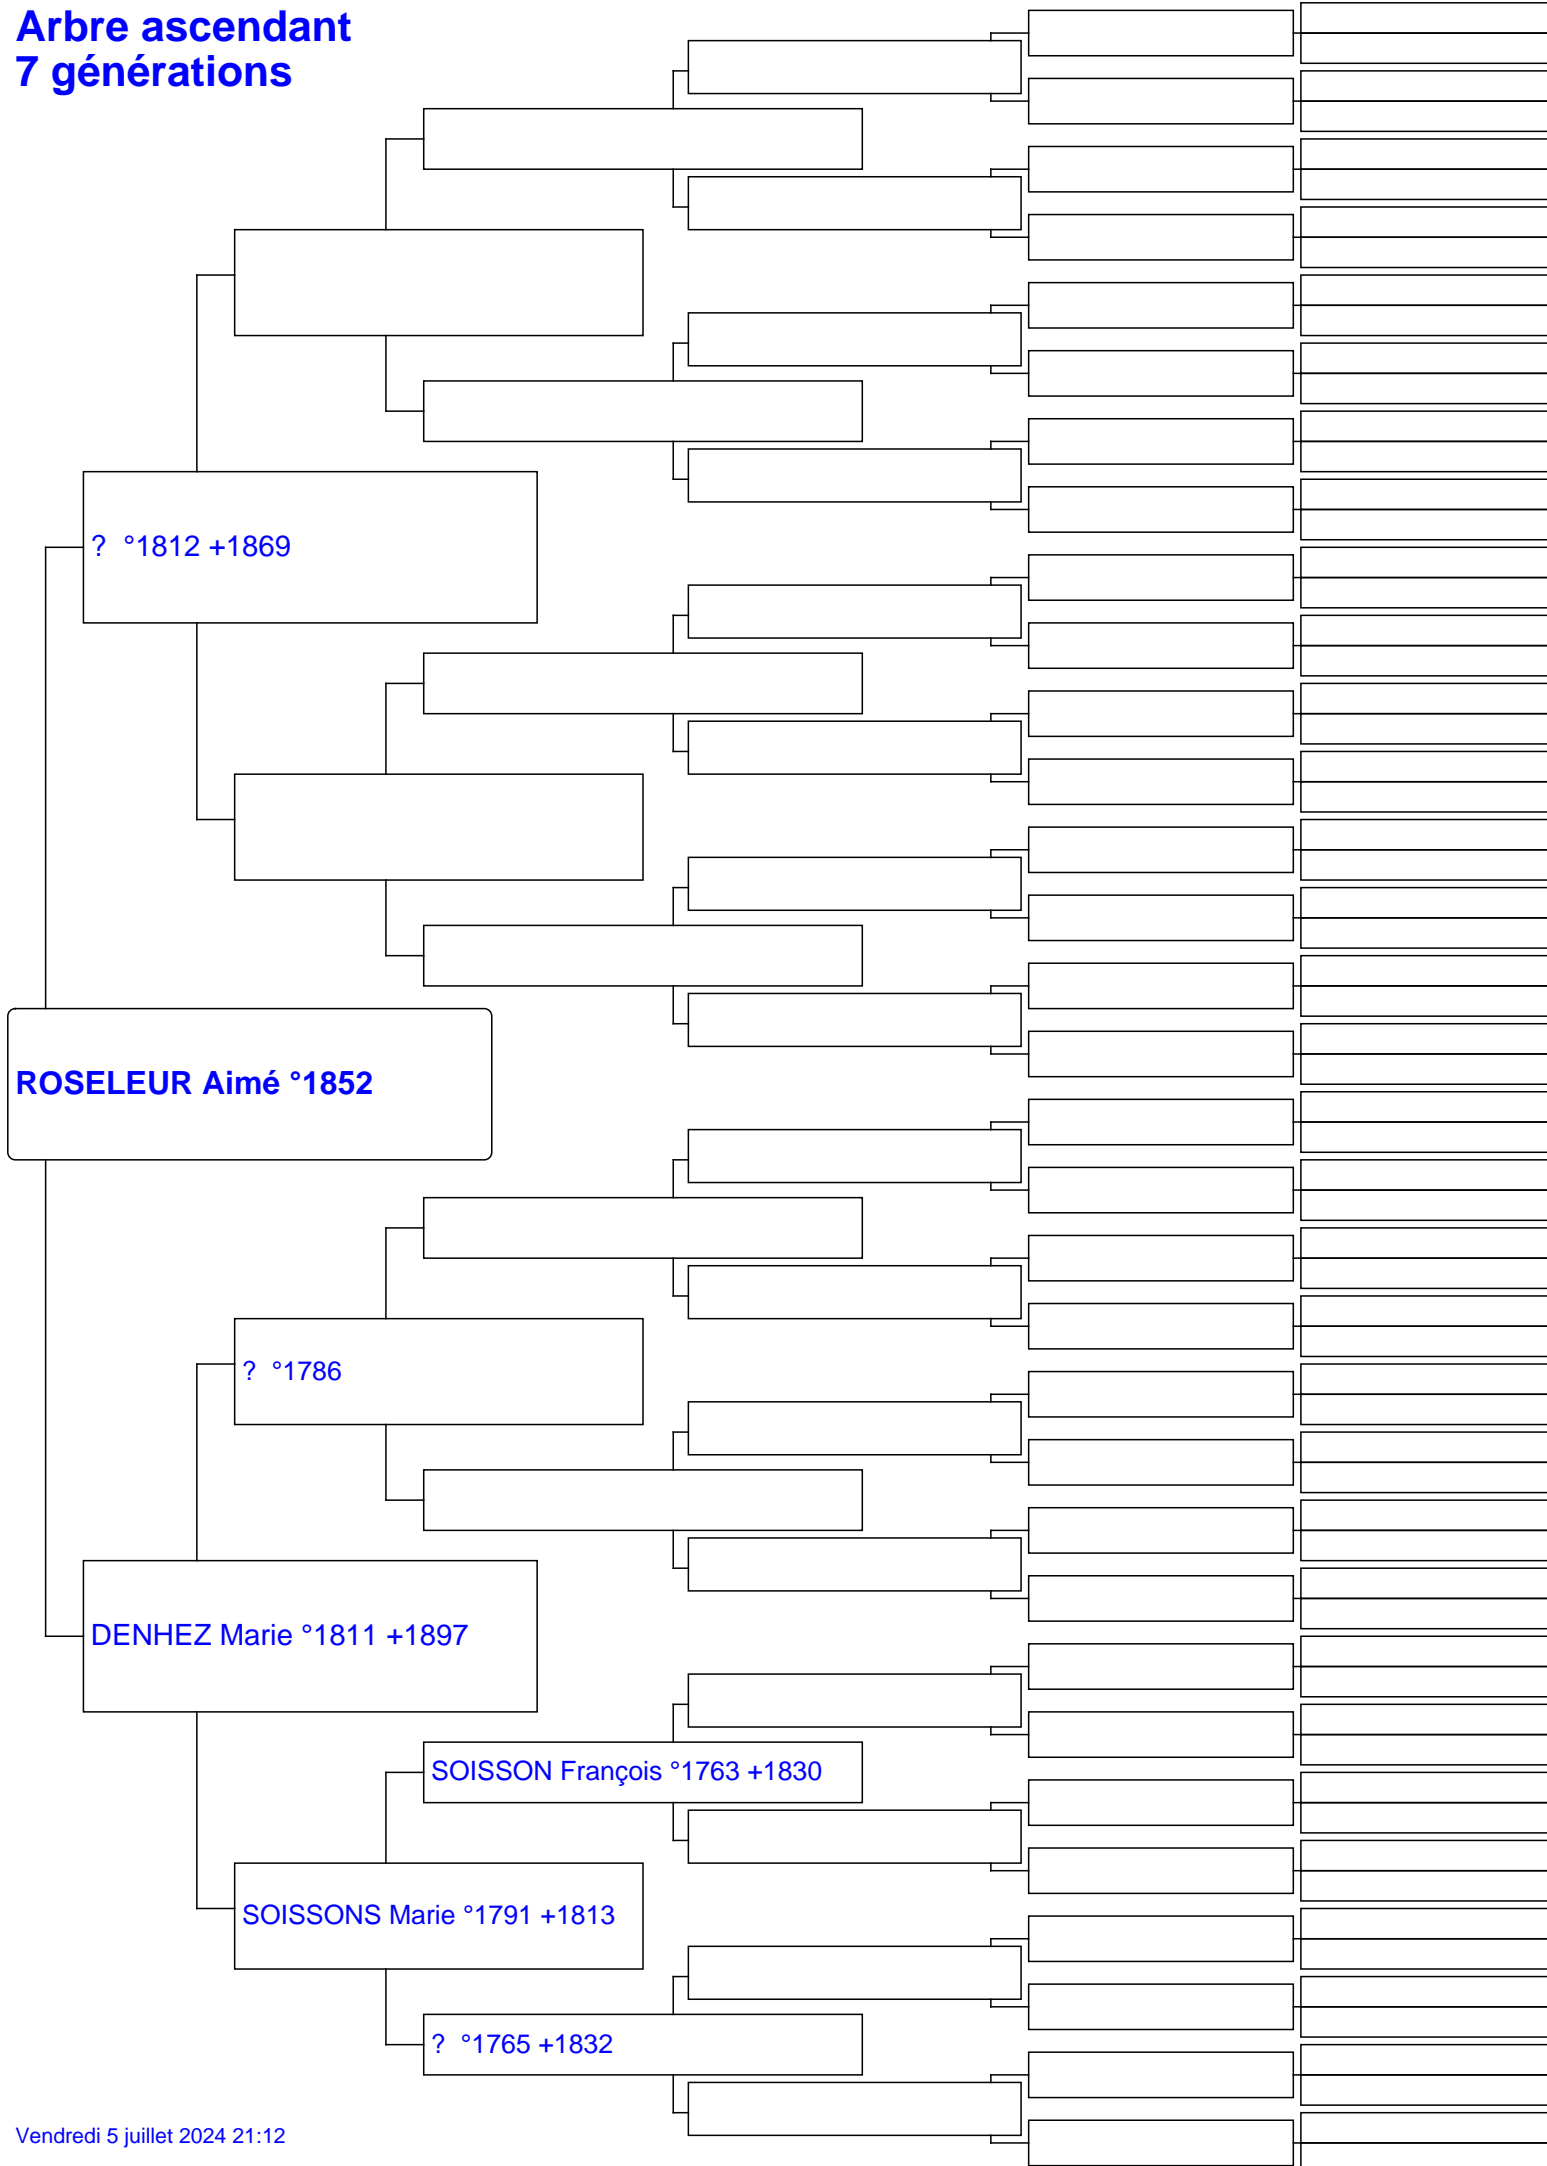 Arbre ascendant
7 générations
? °1812 +1869
ROSELEUR Aimé °1852
? °1786
DENHEZ Marie °1811 +1897
SOISSON François °1763 +1830
SOISSONS Marie °1791 +1813
? °1765 +1832
Vendredi 5 juillet 2024 21:12